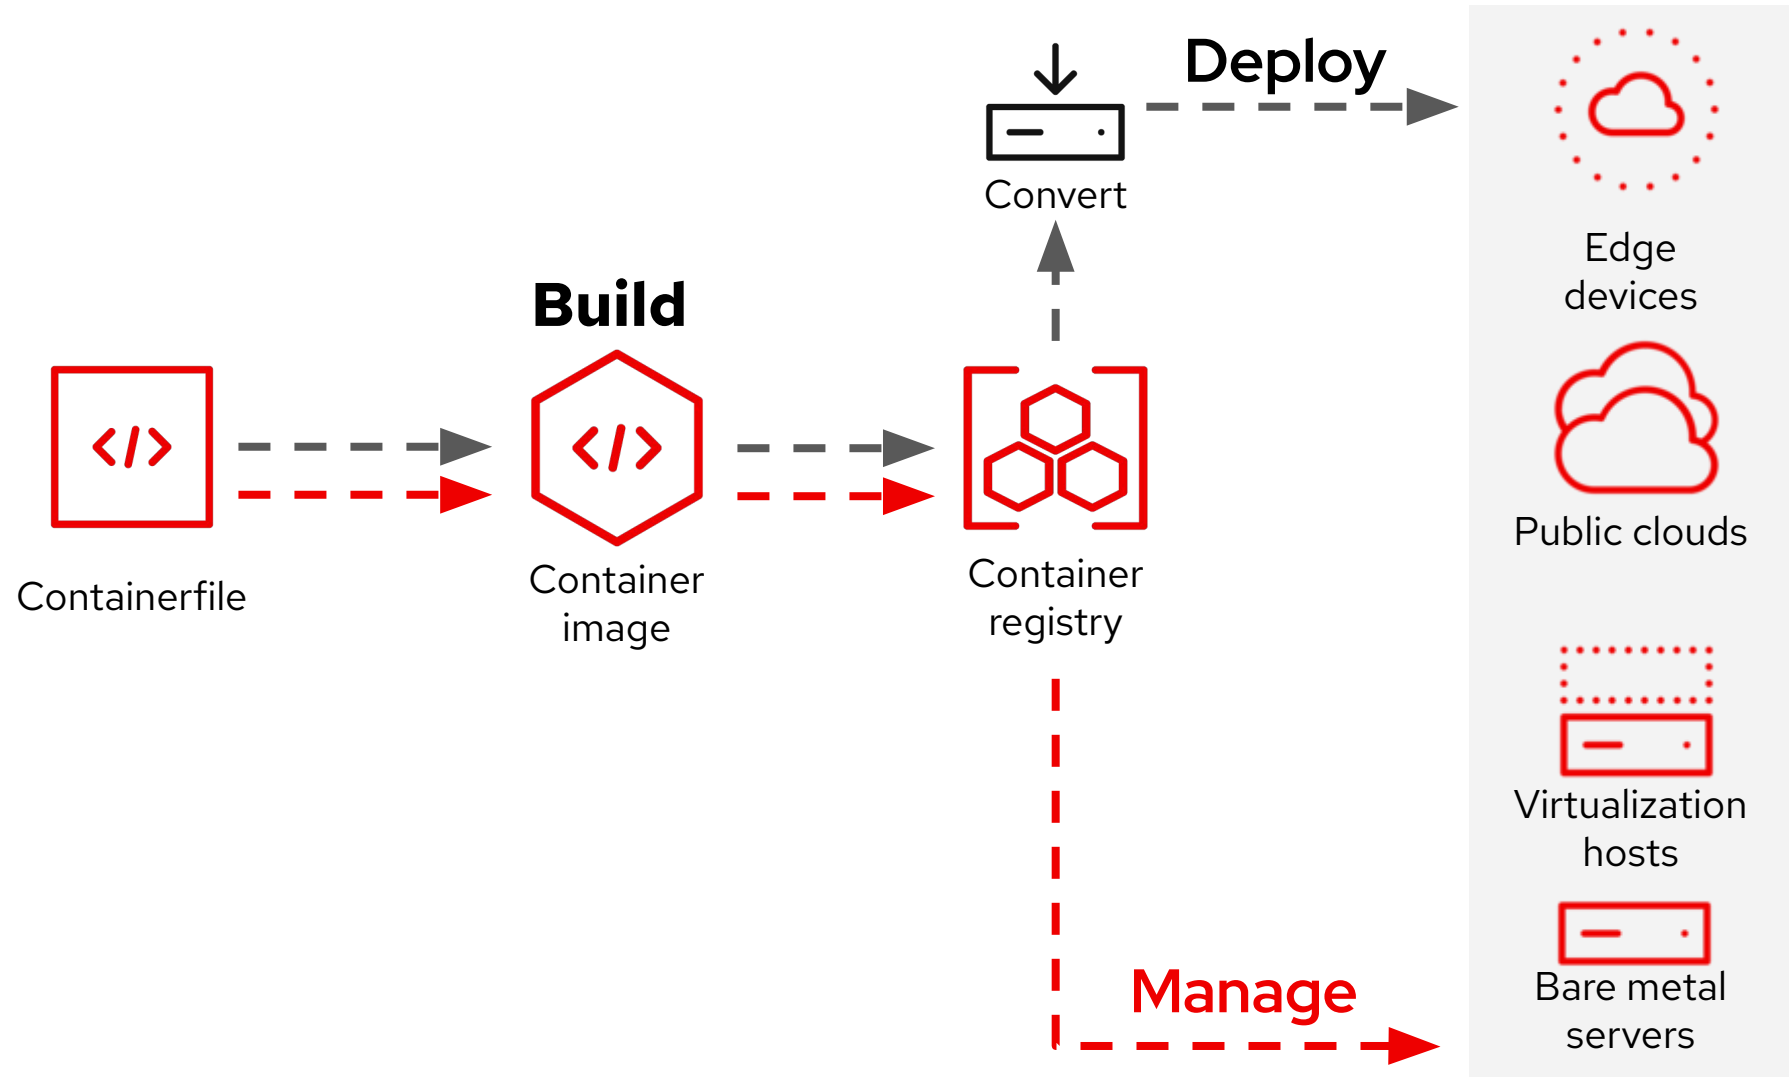 Deploy
Convert
Edge
devices
Build
Public clouds
Containerfile
Container
image
Container
registry
Virtualization
hosts
Manage
Bare metal
servers